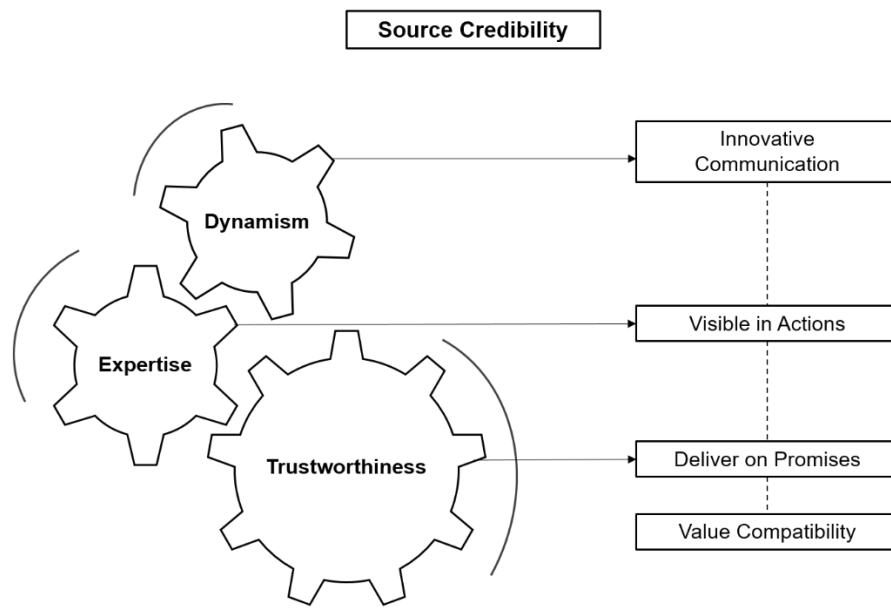 Source Credibility
Innovative
Communication
Dynamism
Visible in Actions
Expertise
Deliver on Promises
Trustworthiness
Value Compatibility